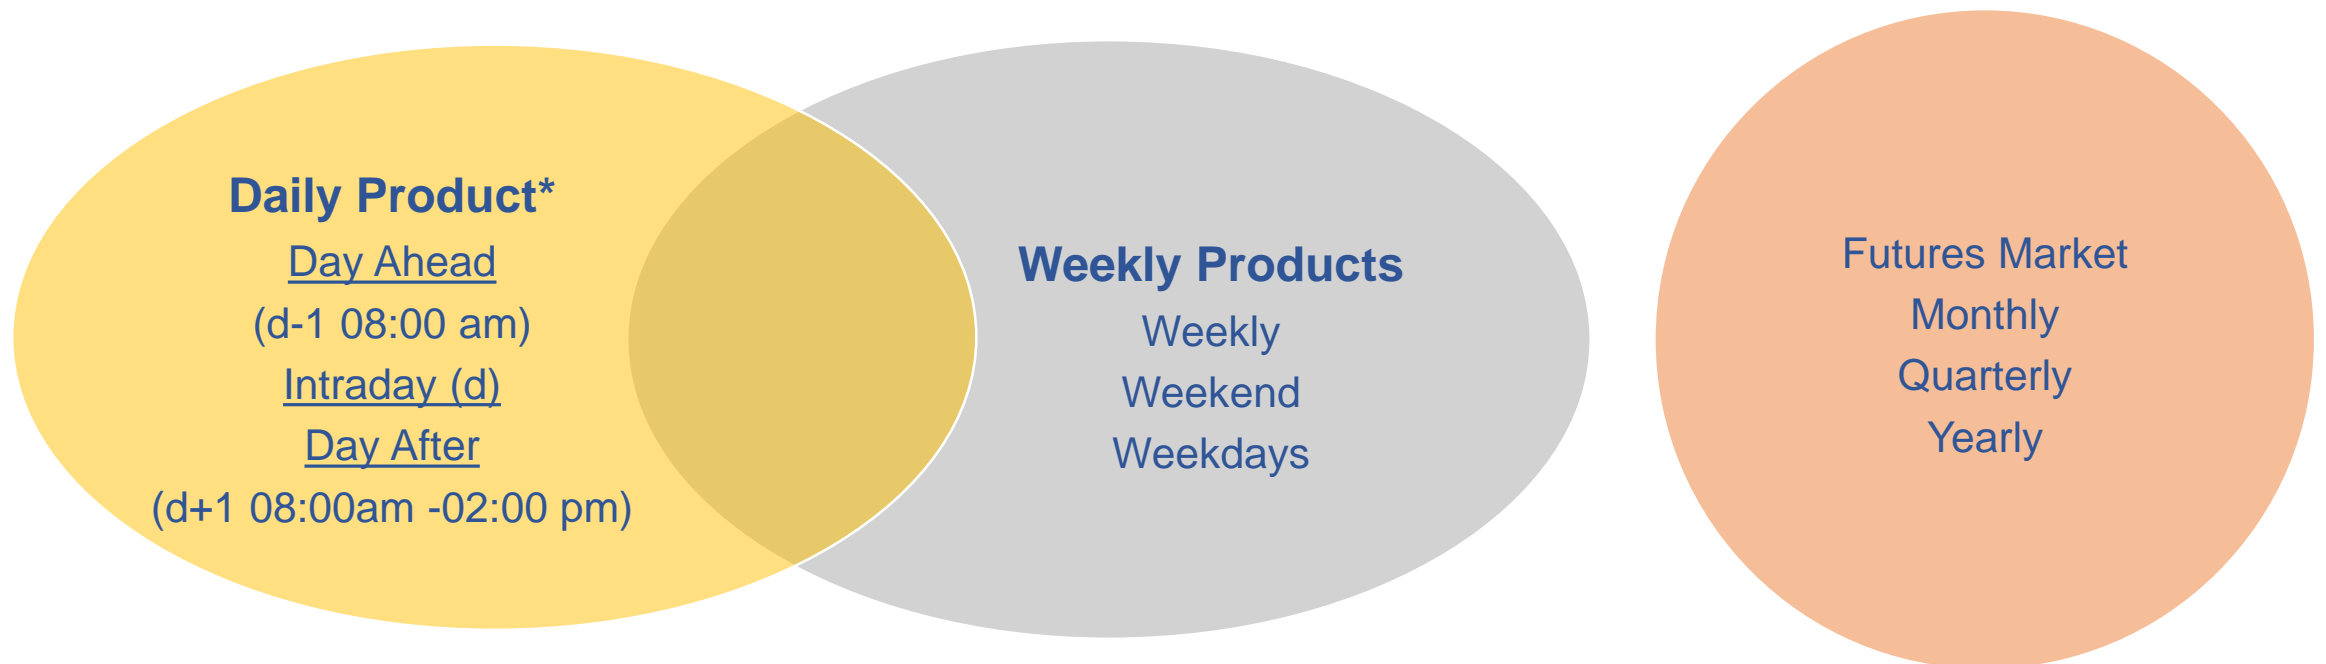 Daily Product*
Day Ahead
(d-1 08:00 am)
Intraday (d)
Day After
(d+1 08:00am -02:00 pm)
Weekly Products
Weekly
Weekend
Weekdays
Futures Market
Monthly
Quarterly
Yearly